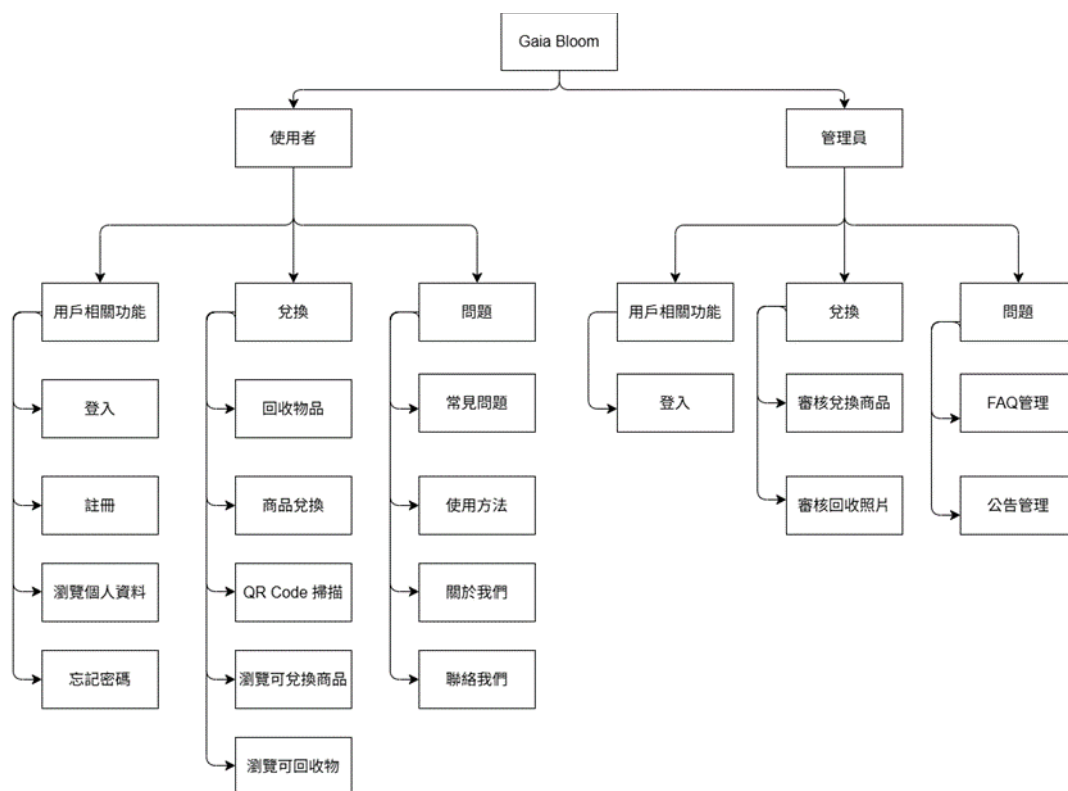 Gaia Bloom
使用者
管理員
用戶相關功能
兌換
問題
用戶相關功能
兌換
問題
登入
回收物品
常見問題
登入
審核兌換商品
FAQ管理
註冊
商品兌換
使用方法
審核回收照片
公告管理
瀏覽個人資料
QR Code 掃描
關於我們
忘記密碼
瀏覽可兌換商品
聯絡我們
瀏覽可回收物